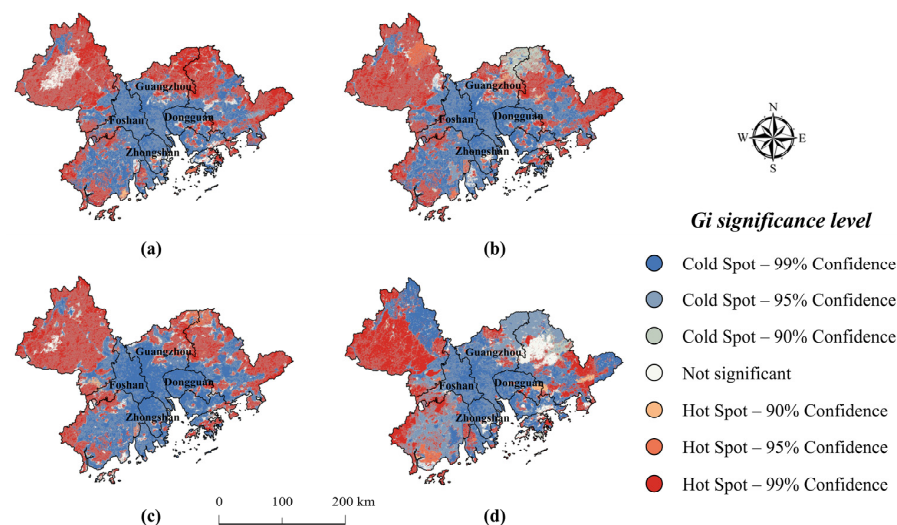 Guangzhou
Foshan
Dongguan
Zhongshan
(a)
Guangzhou
Foshan
Dongguan
Zhongshan
(b)
N
W E
S
Gi significance level
Cold Spot – 99% Confidence
Cold Spot – 95% Confidence
Cold Spot – 90% Confidence
Not significant
Hot Spot – 90% Confidence
Hot Spot – 95% Confidence
Hot Spot – 99% Confidence
Guangzhou
Foshan
Dongguan
Zhongshan
(c)
Guangzhou
Foshan
Dongguan
Zhongshan
(d)
0 100 200 km